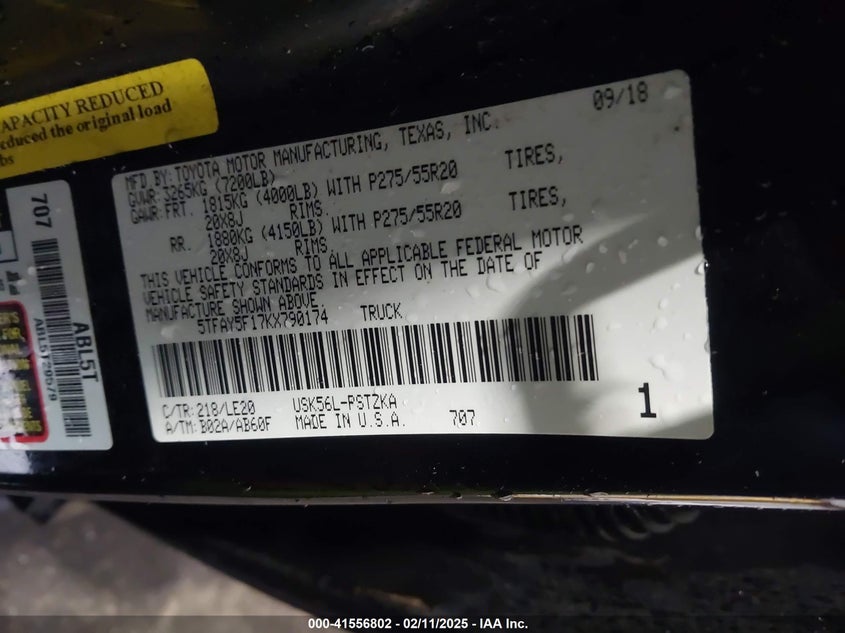 APACITY REDUCED
educed the original load
bs
707
ABL5T
ABL5T29579
09/18
MFD BY: TOYOTA MOTOR MANUFACTURING, TEXAS, INC.
GVWR: 3265KG (7200LB)
GAWR: FRT. 1815KG (4000LB) WITH P275/55R20 TIRES,
20X8J RIMS
RR. 1880KG (4150LB) WITH P275/55R20 TIRES,
20X8J RIMS
THIS VEHICLE CONFORMS TO ALL APPLICABLE FEDERAL MOTOR
VEHICLE SAFETY STANDARDS IN EFFECT ON THE DATE OF
MANUFACTURE SHOWN ABOVE.
5TFAY5F17KX790174 TRUCK
C/TR: 218/LE20 USK56L-PSTZKA
A/TM: B02A/AB60F MADE IN U.S.A. 707
1
000-41556802 - 02/11/2025 - IAA Inc.